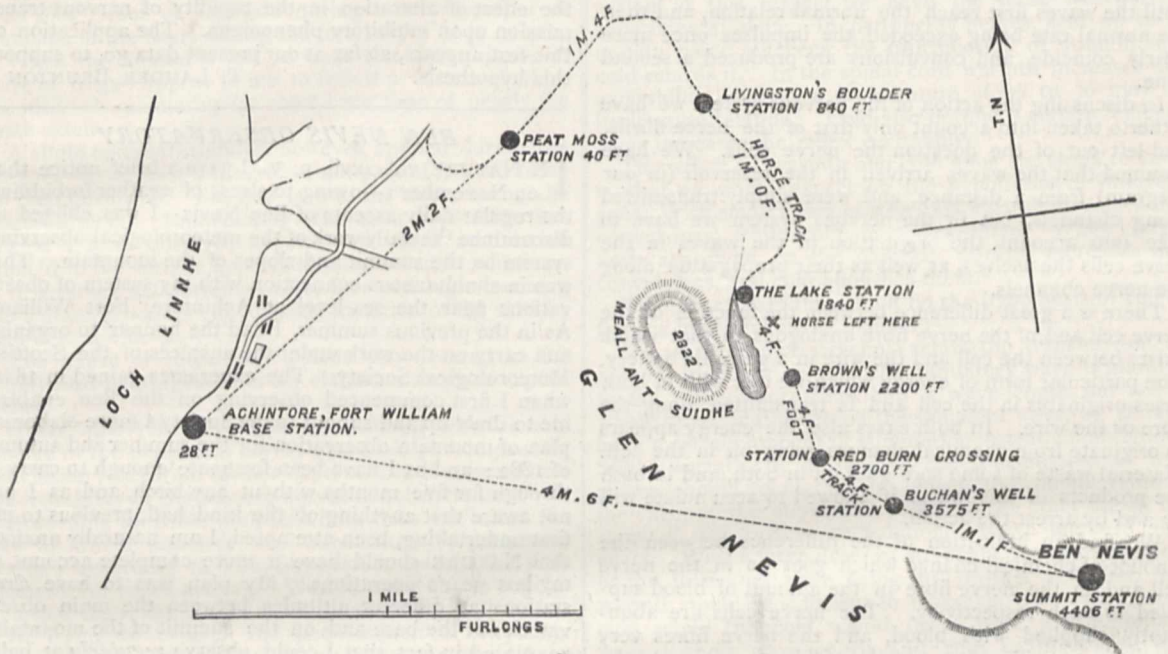 1 M. 4 F.
T.N.
LIVINGSTON'S BOULDER
STATION 840 FT
PEAT MOSS
STATION 40 FT
HORSE TRACK
1 M. 0 F.
2 M. 2 F.
LOCH LINNHE
THE LAKE STATION
1840 FT
HORSE LEFT HERE
2322
MEALL AN T-SUIDHE
4. F.
BROWN'S WELL
STATION 2200 FT
4. F.
FOOT TRACK
ACHINTORE, FORT WILLIAM
BASE STATION.
28 FT
STATION RED BURN CROSSING
2700 FT
4. F.
BUCHAN'S WELL
STATION 3575 FT
GLEN NEVIS
4 M. 6 F.
M. 1 F.
BEN NEVIS
SUMMIT STATION
4406 FT
1 MILE
FURLONGS